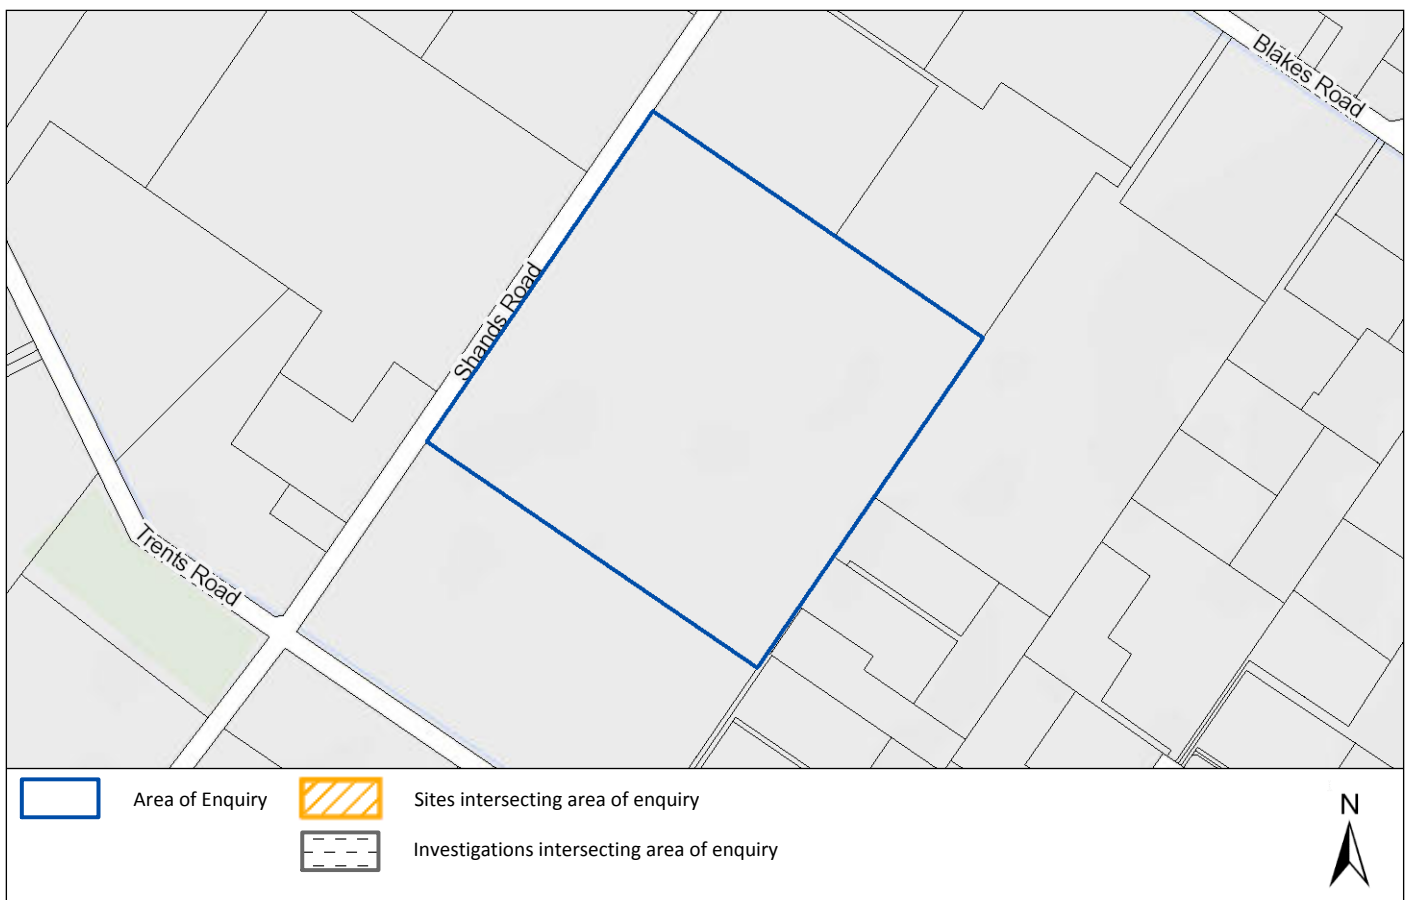 Blakes Road
Shands Road
Trents Road
Area of Enquiry
Sites intersecting area of enquiry
N
Investigations intersecting area of enquiry